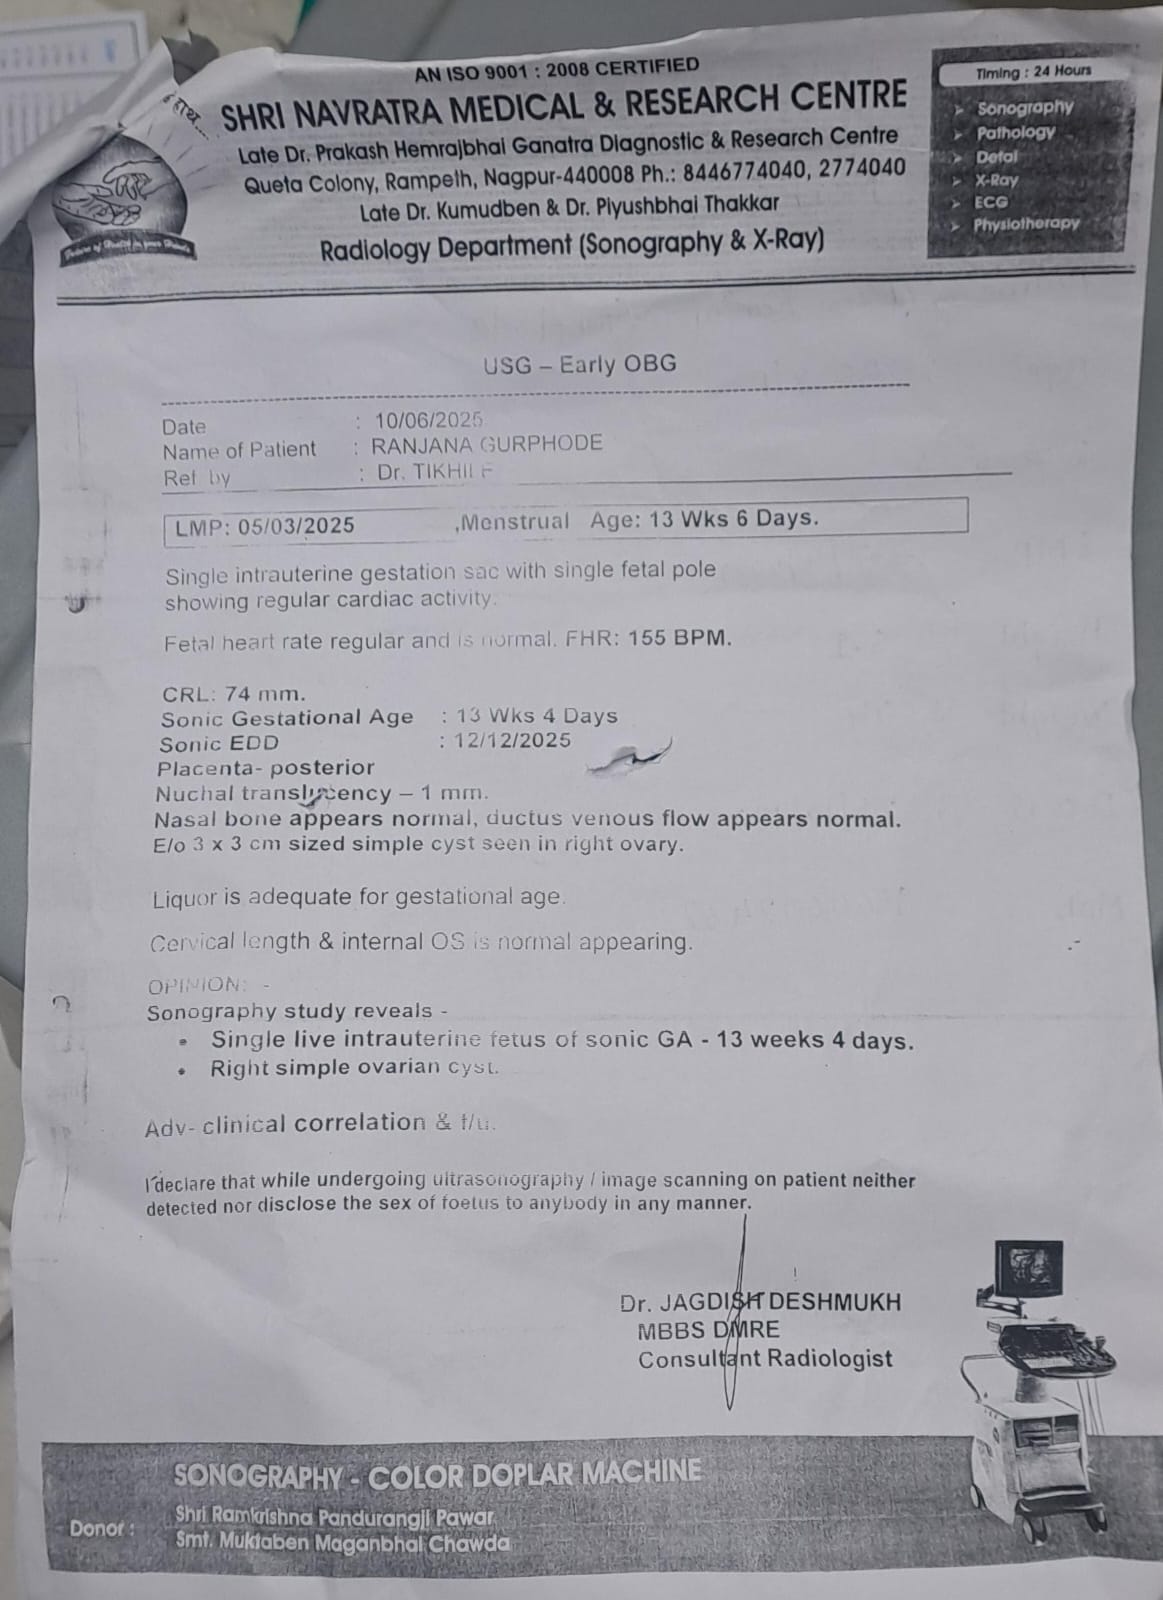 AN ISO 9001 : 2008 CERTIFIED
SHRI NAVRATRA MEDICAL & RESEARCH CENTRE
Late Dr. Prakash Hemrajbhai Ganatra Diagnostic & Research Centre
Queta Colony, Rampeth, Nagpur-440008 Ph.: 8446774040, 2774040
Late Dr. Kumudben & Dr. Piyushbhai Thakkar
Radiology Department (Sonography & X-Ray)
Timing : 24 Hours
Sonography
Pathology
Detal
X-Ray
ECG
Physiotherapy
USG – Early OBG
Date : 10/06/2025
Name of Patient : RANJANA GURPHODE
Ref by : Dr.
LMP: 05/03/2025 ,Menstrual Age: 13 Wks 6 Days.
Single intrauterine gestation sac with single fetal pole
showing regular cardiac activity.
Fetal heart rate regular and is normal. FHR: 155 BPM.
CRL: 74 mm.
Sonic Gestational Age : 13 Wks 4 Days
Sonic EDD : 12/12/2025
Placenta- posterior
Nuchal translucency – 1 mm.
Nasal bone appears normal, ductus venous flow appears normal.
E/o 3 x 3 cm sized simple cyst seen in right ovary.
Liquor is adequate for gestational age.
Cervical length & internal OS is normal appearing.
OPINION: -
Sonography study reveals -
• Single live intrauterine fetus of sonic GA - 13 weeks 4 days.
• Right simple ovarian cyst.
Adv- clinical correlation & f/u.
I declare that while undergoing ultrasonography / image scanning on patient neither
detected nor disclose the sex of foetus to anybody in any manner.
Dr. JAGDISH DESHMUKH
MBBS DMRE
Consultant Radiologist
SONOGRAPHY - COLOR DOPLAR MACHINE
Donor : Shri Ramkrishna Pandurangji Pawar
Smt. Muktaben Maganbhai Chawda